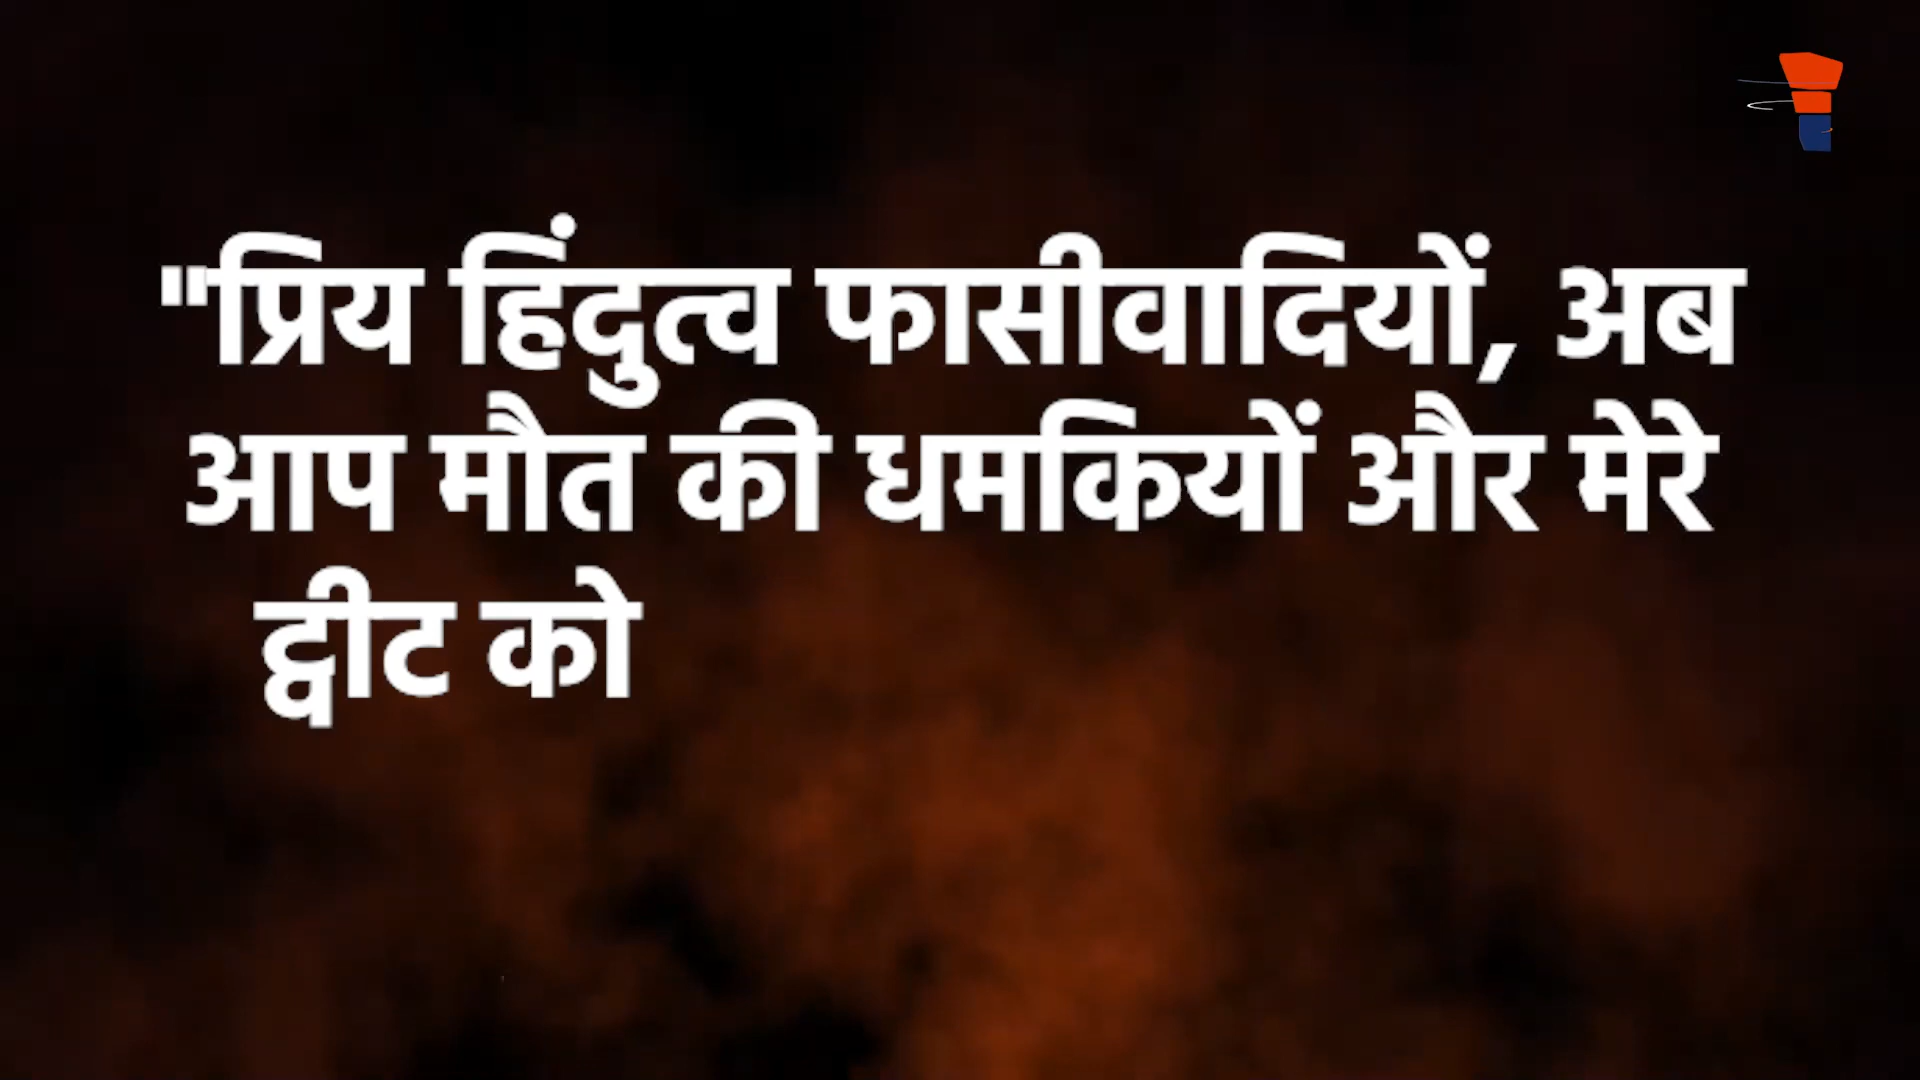 "प्रिय हिंदुत्व फासीवादियों, अब
आप मौत की धमकियों और मेरे
ट्वीट को